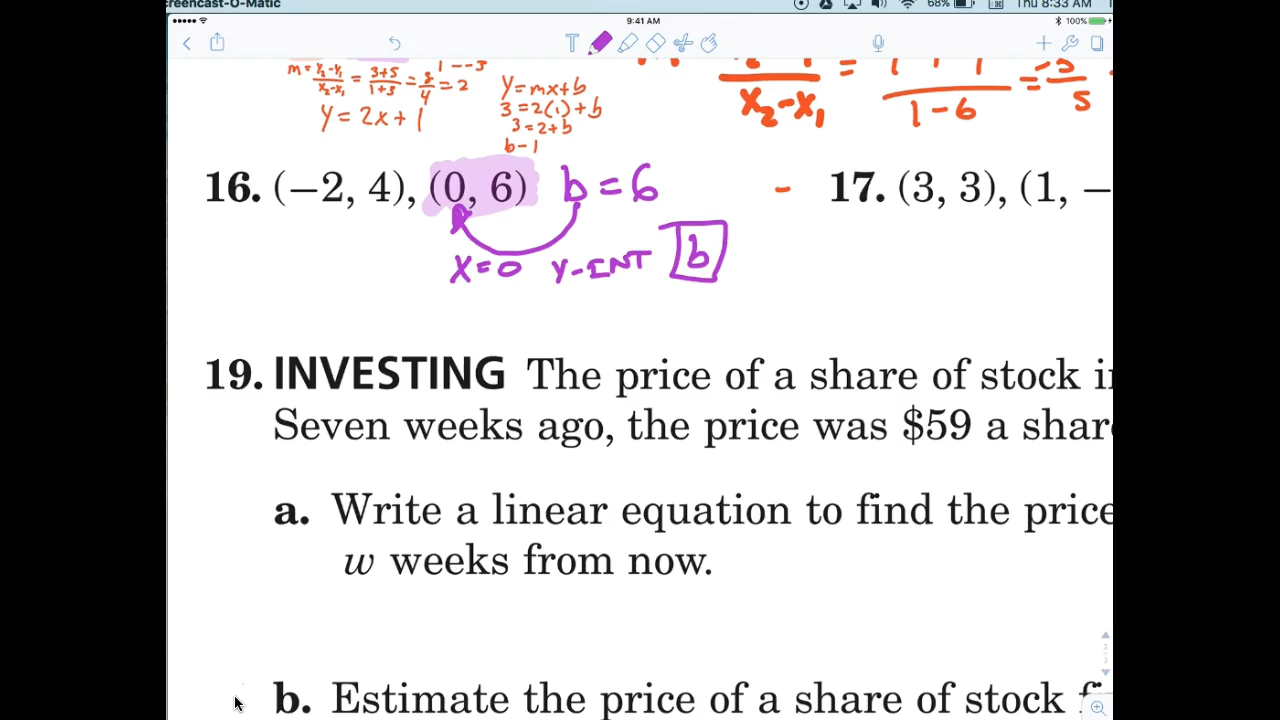 reencast-O-Matic 68% Thu 8:33 AM
9:41 AM 100%
T
m = y₂-y₁/x₂-x₁ = 3+5/1+3 = 8/4 = 2
y = 2x + 1
y = mx + b
3 = 2(1) + b
3 = 2 + b
b - 1
x₂-x₁ = 1-6 = -5/5
16. (−2, 4), (0, 6) b = 6 - 17. (3, 3), (1, −
x = 0 y-INT b
19. INVESTING The price of a share of stock i
Seven weeks ago, the price was $59 a shar
a. Write a linear equation to find the price
w weeks from now.
b. Estimate the price of a share of stock f